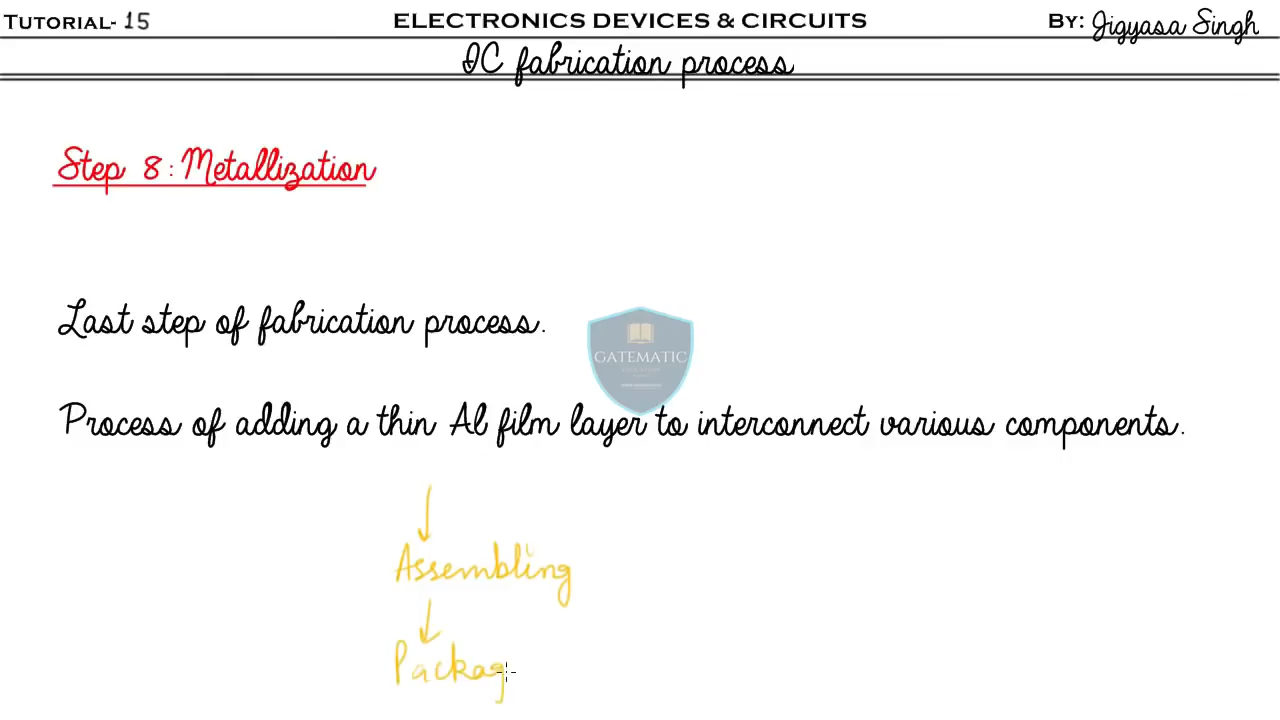 TUTORIAL- 15 ELECTRONICS DEVICES & CIRCUITS BY: Jigyasa Singh
IC fabrication process
Step 8: Metallization
Last step of fabrication process.
GATEMATIC
Process of adding a thin Al film layer to interconnect various components.
Assembling
Packag